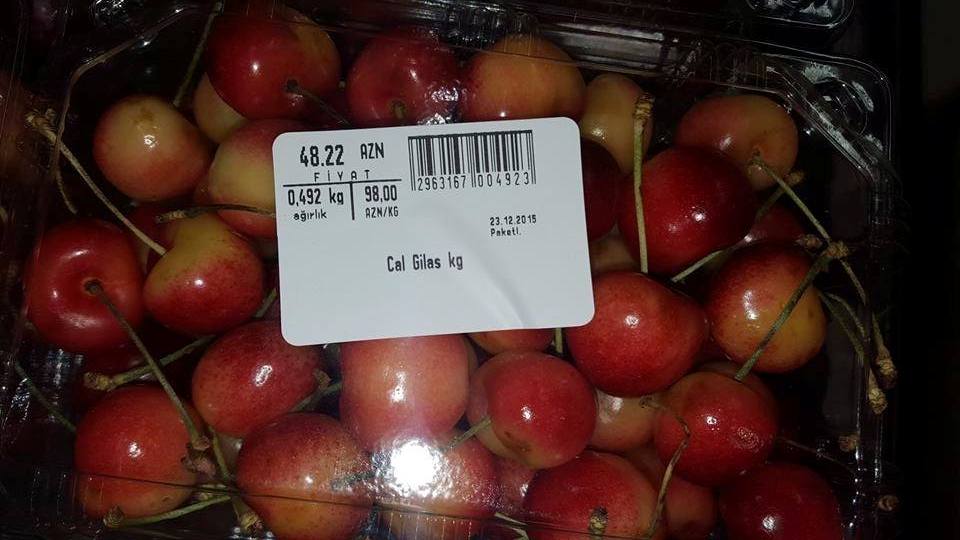 48.22 AZN
FİYAT
0,492 kg 98,00
ağırlık AZN/KG
2963167 004923
23.12.2015
Paketl.
Cal Gilas kg